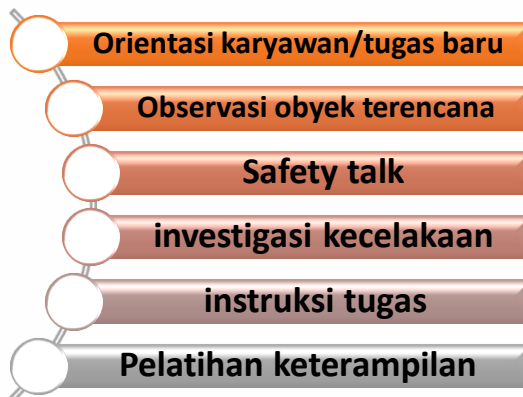 Orientasi karyawan/tugas baru
Observasi obyek terencana
Safety talk
investigasi kecelakaan
instruksi tugas
Pelatihan keterampilan